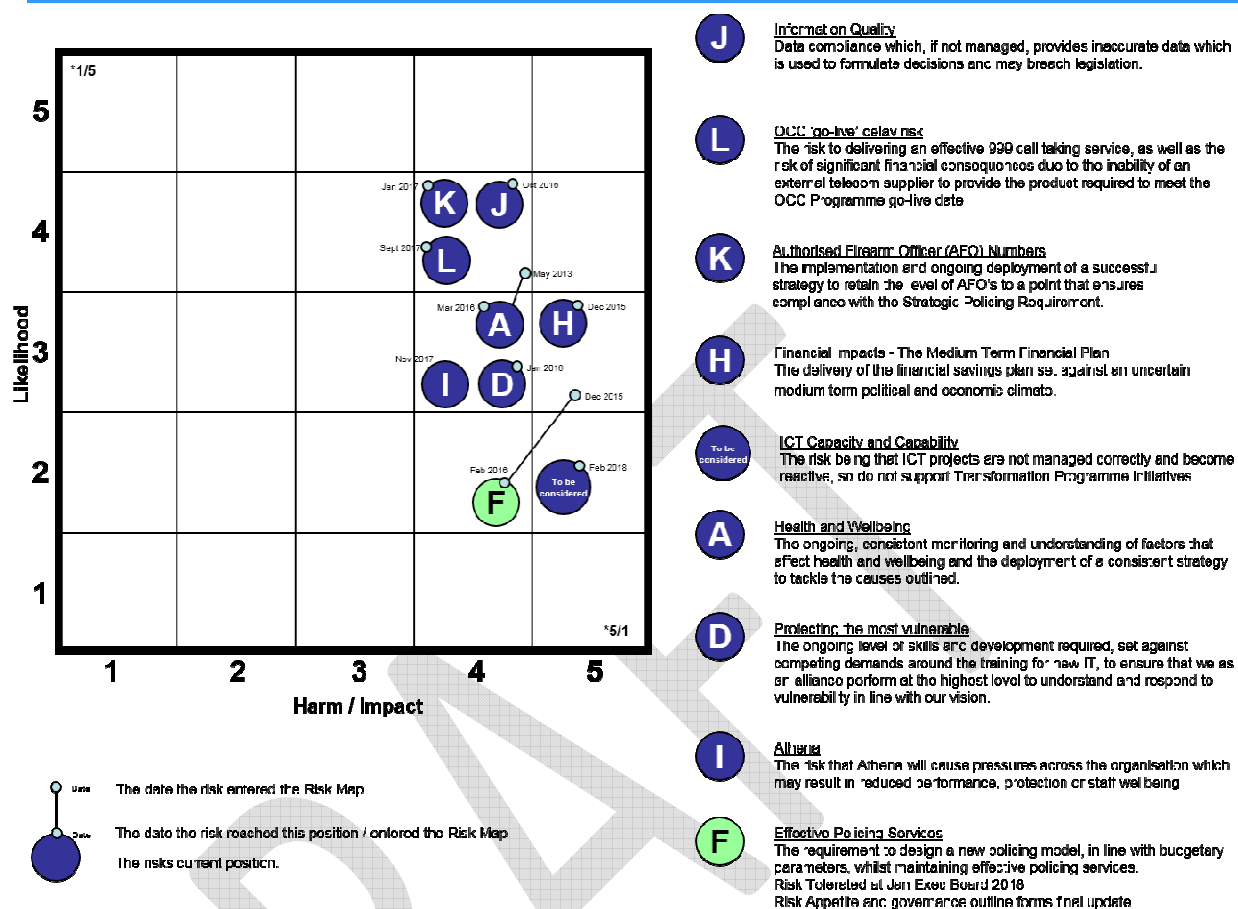 *1/5
5
4
3
2
1
Likelihood
Jan 2017
K
J
Oct 2016
Sept 2017
L
May 2013
Mar 2016
A
H
Dec 2015
Nov 2017
I
D
Jan
Dec 2015
Feb 2016
F
To be
considered
Feb 2018
*5/1
1
2
3
4
5
Harm / Impact
Date
The date the risk entered the Risk Map
Date
The date the risk reached this position / entered the Risk Map
The risks current position.
J
Information Quality
Data compliance which, if not managed, provides inaccurate data which
is used to formulate decisions and may breach legislation.
L
OCC 'go-live' delay risk
The risk to delivering an effective 999 call taking service, as well as the
risk of significant financial consequences due to the inability of an
external telecom supplier to provide the product required to meet the
OCC Programme go-live date
K
Authorised Firearm Officer (AFO) Numbers
The implementation and ongoing deployment of a successful
strategy to retain the level of AFO's to a point that ensures
compliance with the Strategic Policing Requirement.
H
Financial Impacts - The Medium Term Financial Plan
The delivery of the financial savings plan set against an uncertain
medium term political and economic climate.
To be
considered
ICT Capacity and Capability
The risk being that ICT projects are not managed correctly and become
reactive, so do not support Transformation Programme Initiatives
A
Health and Wellbeing
The ongoing, consistent monitoring and understanding of factors that
affect health and wellbeing and the deployment of a consistent strategy
to tackle the causes outlined.
D
Protecting the most vulnerable
The ongoing level of skills and development required, set against
competing demands around the training for new IT, to ensure that we as
an alliance perform at the highest level to understand and respond to
vulnerability in line with our vision.
I
Athena
The risk that Athena will cause pressures across the organisation which
may result in reduced performance, protection or staff wellbeing
F
Effective Policing Services
The requirement to design a new policing model, in line with budgetary
parameters, whilst maintaining effective policing services.
Risk Tolerated at Jan Exec Board 2018
Risk Appetite and governance outline forms final update
DRAFT